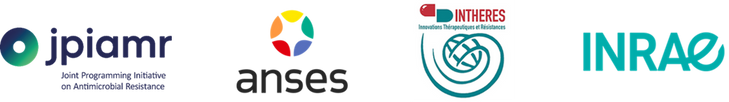 jpiamr
Joint Programming Initiative
on Antimicrobial Resistance
anses
INTHERES
Innovations Thérapeutiques et Résistances
INRAE